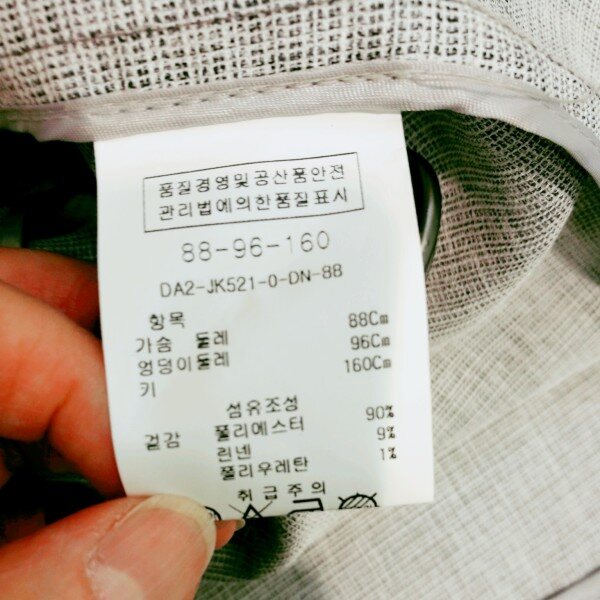 품질경영및공산품안전
관리법에의한품질표시
88-96-160
DA2-JK521-0-DN-88
항목
가슴 둘레 88Cm
엉덩이둘레 96Cm
키 160Cm
섬유조성
겉감 폴리에스터 90%
린넨 9%
폴리우레탄 1%
취급주의